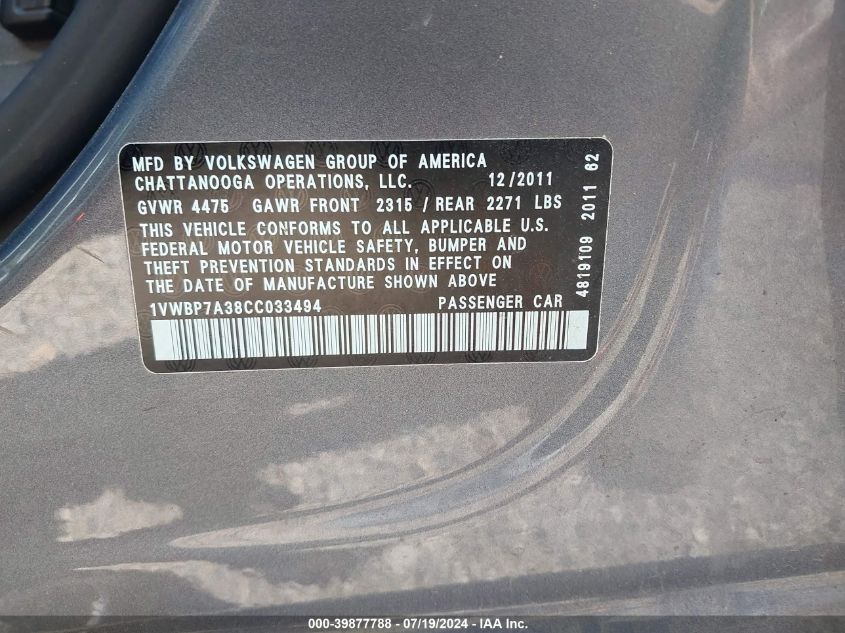 MFD BY VOLKSWAGEN GROUP OF AMERICA
CHATTANOOGA OPERATIONS, LLC. 12/2011
GVWR 4475 GAWR FRONT 2315 / REAR 2271 LBS
THIS VEHICLE CONFORMS TO ALL APPLICABLE U.S.
FEDERAL MOTOR VEHICLE SAFETY, BUMPER AND
THEFT PREVENTION STANDARDS IN EFFECT ON
THE DATE OF MANUFACTURE SHOWN ABOVE
1VWBP7A38CC033494 PASSENGER CAR
4819109 2011 62
000-39877788 - 07/19/2024 - IAAI Inc.